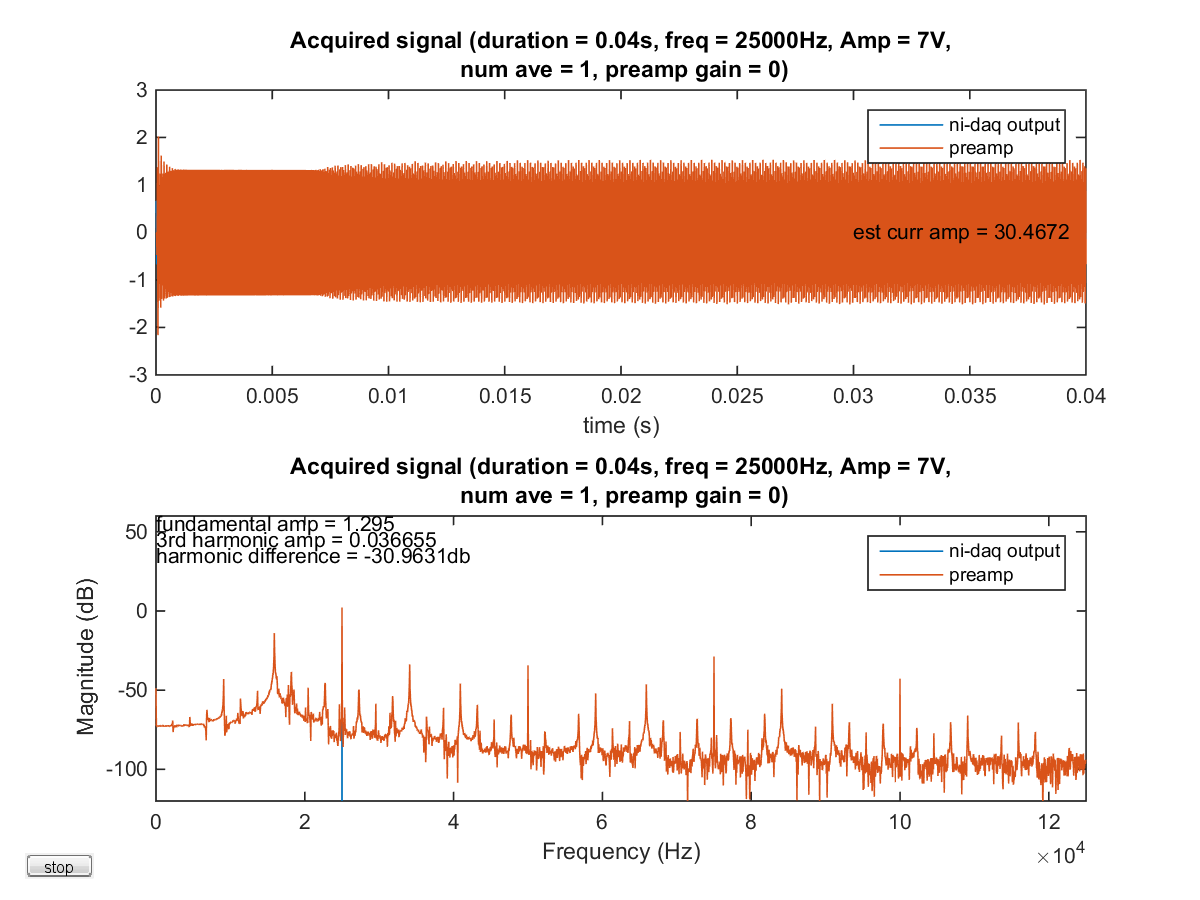 Acquired signal (duration = 0.04s, freq = 25000Hz, Amp = 7V,
num ave = 1, preamp gain = 0)
3
2
1
0
-1
-2
-3
ni-daq output
preamp
est curr amp = 30.4672
0 0.005 0.01 0.015 0.02 0.025 0.03 0.035 0.04
time (s)
Acquired signal (duration = 0.04s, freq = 25000Hz, Amp = 7V,
num ave = 1, preamp gain = 0)
fundamental amp = 1.295
3rd harmonic amp = 0.036655
harmonic difference = -30.9631db
ni-daq output
preamp
Magnitude (dB)
50
0
-50
-100
0 2 4 6 8 10 12
Frequency (Hz)
×10^4
stop